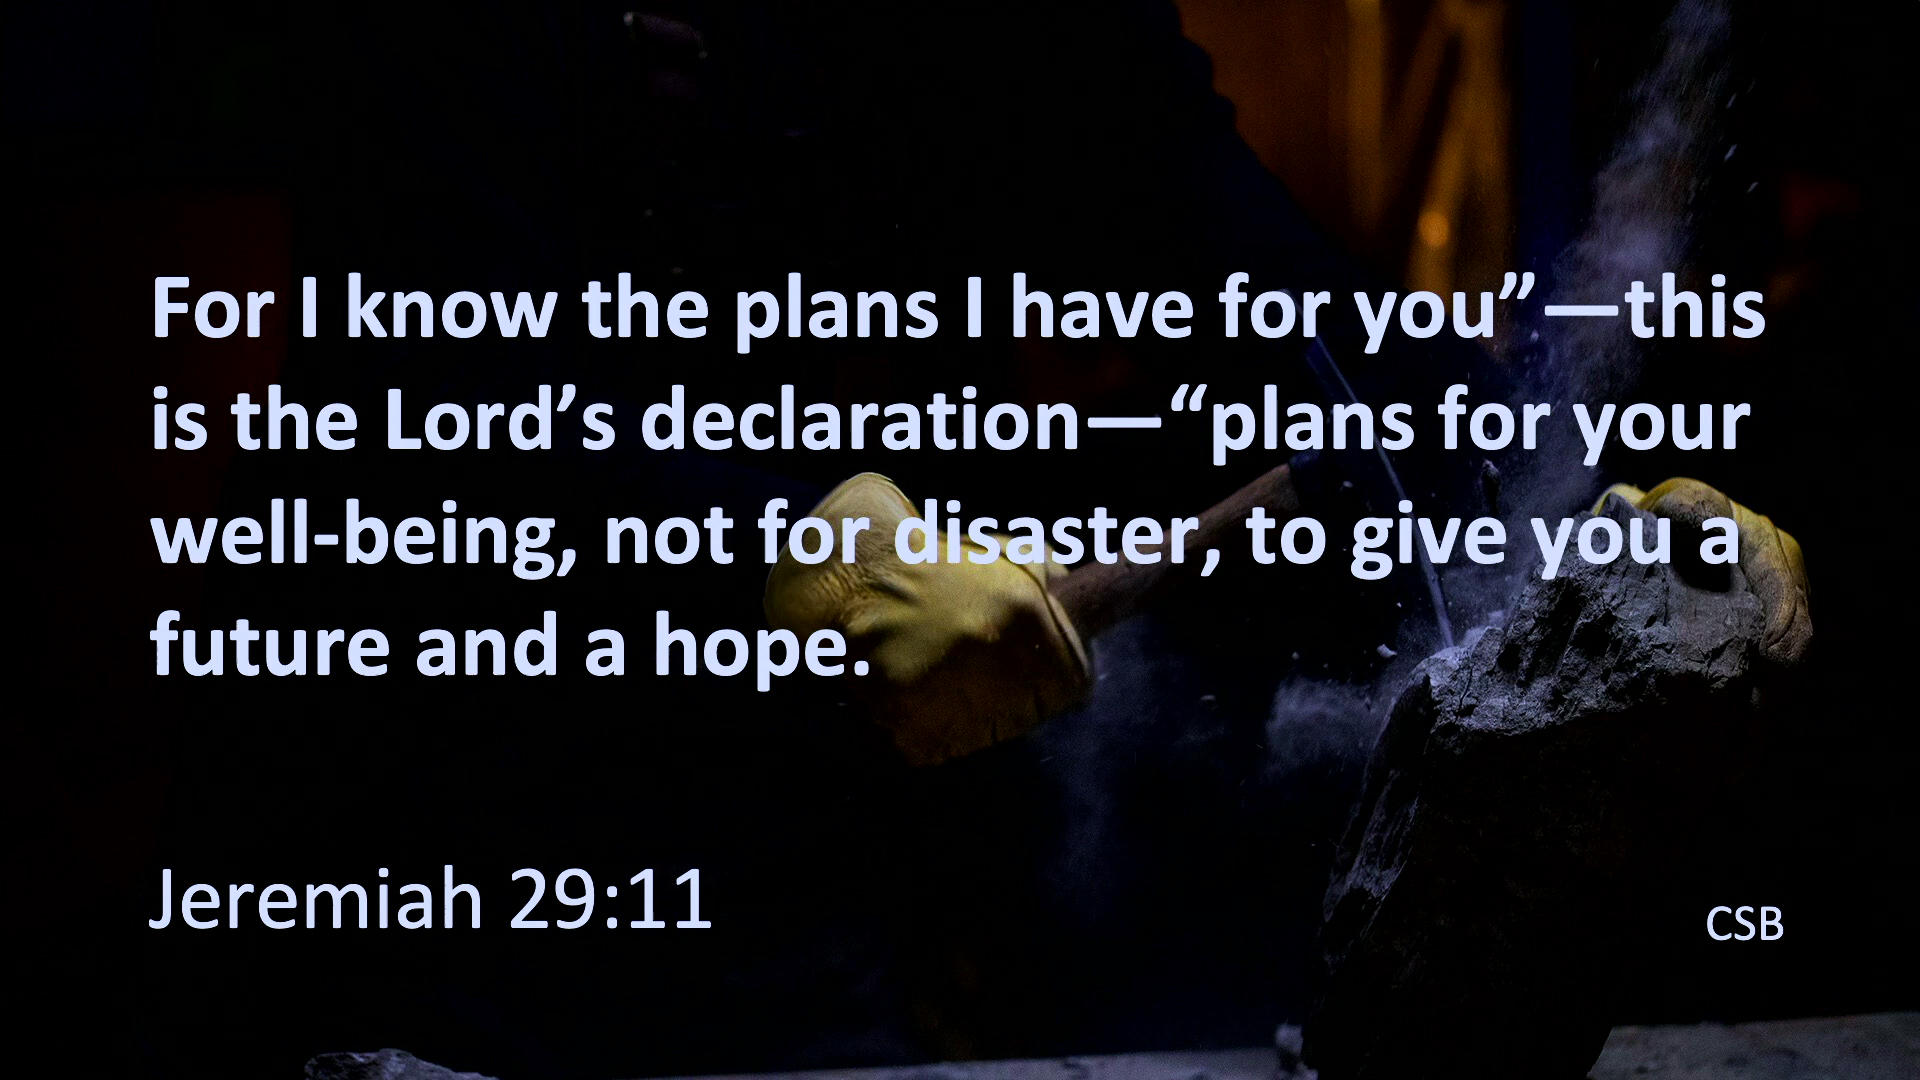 For I know the plans I have for you”—this
is the Lord’s declaration—“plans for your
well-being, not for disaster, to give you a
future and a hope.
Jeremiah 29:11
CSB